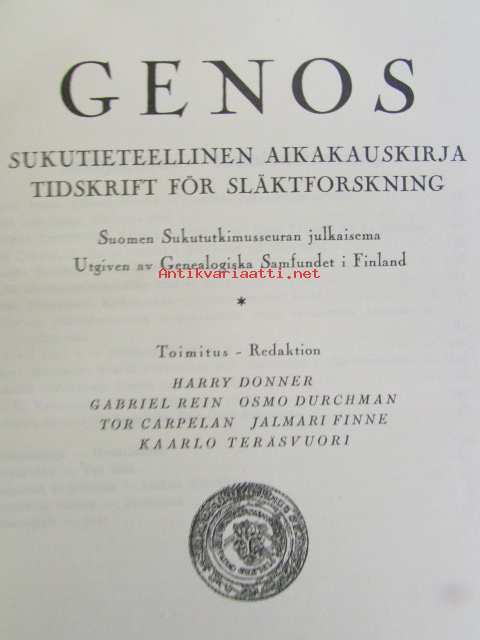 GENOS
SUKUTIETEELLINEN AIKAKAUSKIRJA
TIDSKRIFT FÖR SLÄKTFORSKNING
Suomen Sukututkimusseuran julkaisema
Utgiven av Genealogiska Samfundet i Finland
Antikvariaatti.net
*
Toimitus - Redaktion
HARRY DONNER
GABRIEL REIN OSMO DURCHMAN
TOR CARPELAN JALMARI FINNE
KAARLO TERÄSVUORI